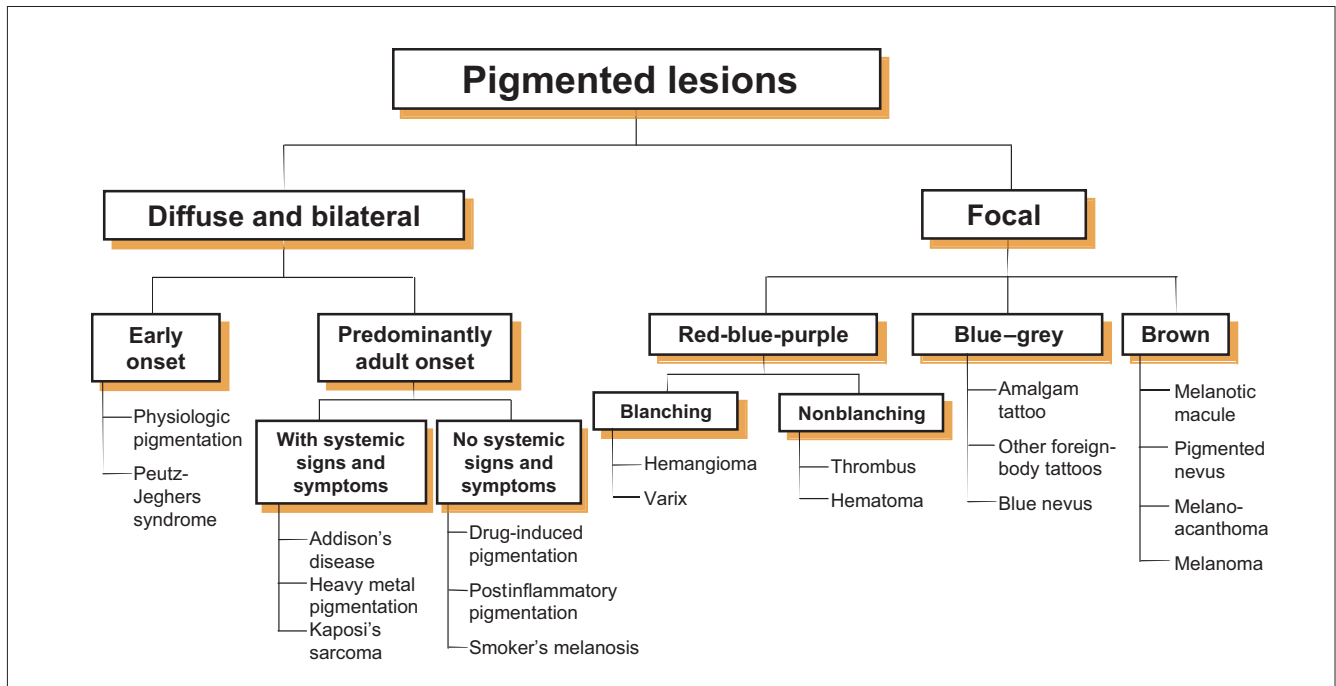 Pigmented lesions
Diffuse and bilateral
Focal
Early
onset
Predominantly
adult onset
Red-blue-purple
Blue–grey
Brown
Physiologic
pigmentation
Peutz-
Jeghers
syndrome
With systemic
signs and
symptoms
No systemic
signs and
symptoms
Addison's
disease
Heavy metal
pigmentation
Kaposi's
sarcoma
Drug-induced
pigmentation
Postinflammatory
pigmentation
Smoker's melanosis
Blanching
Nonblanching
Hemangioma
Varix
Thrombus
Hematoma
Amalgam
tattoo
Other foreign-
body tattoos
Blue nevus
Melanotic
macule
Pigmented
nevus
Melano-
acanthoma
Melanoma